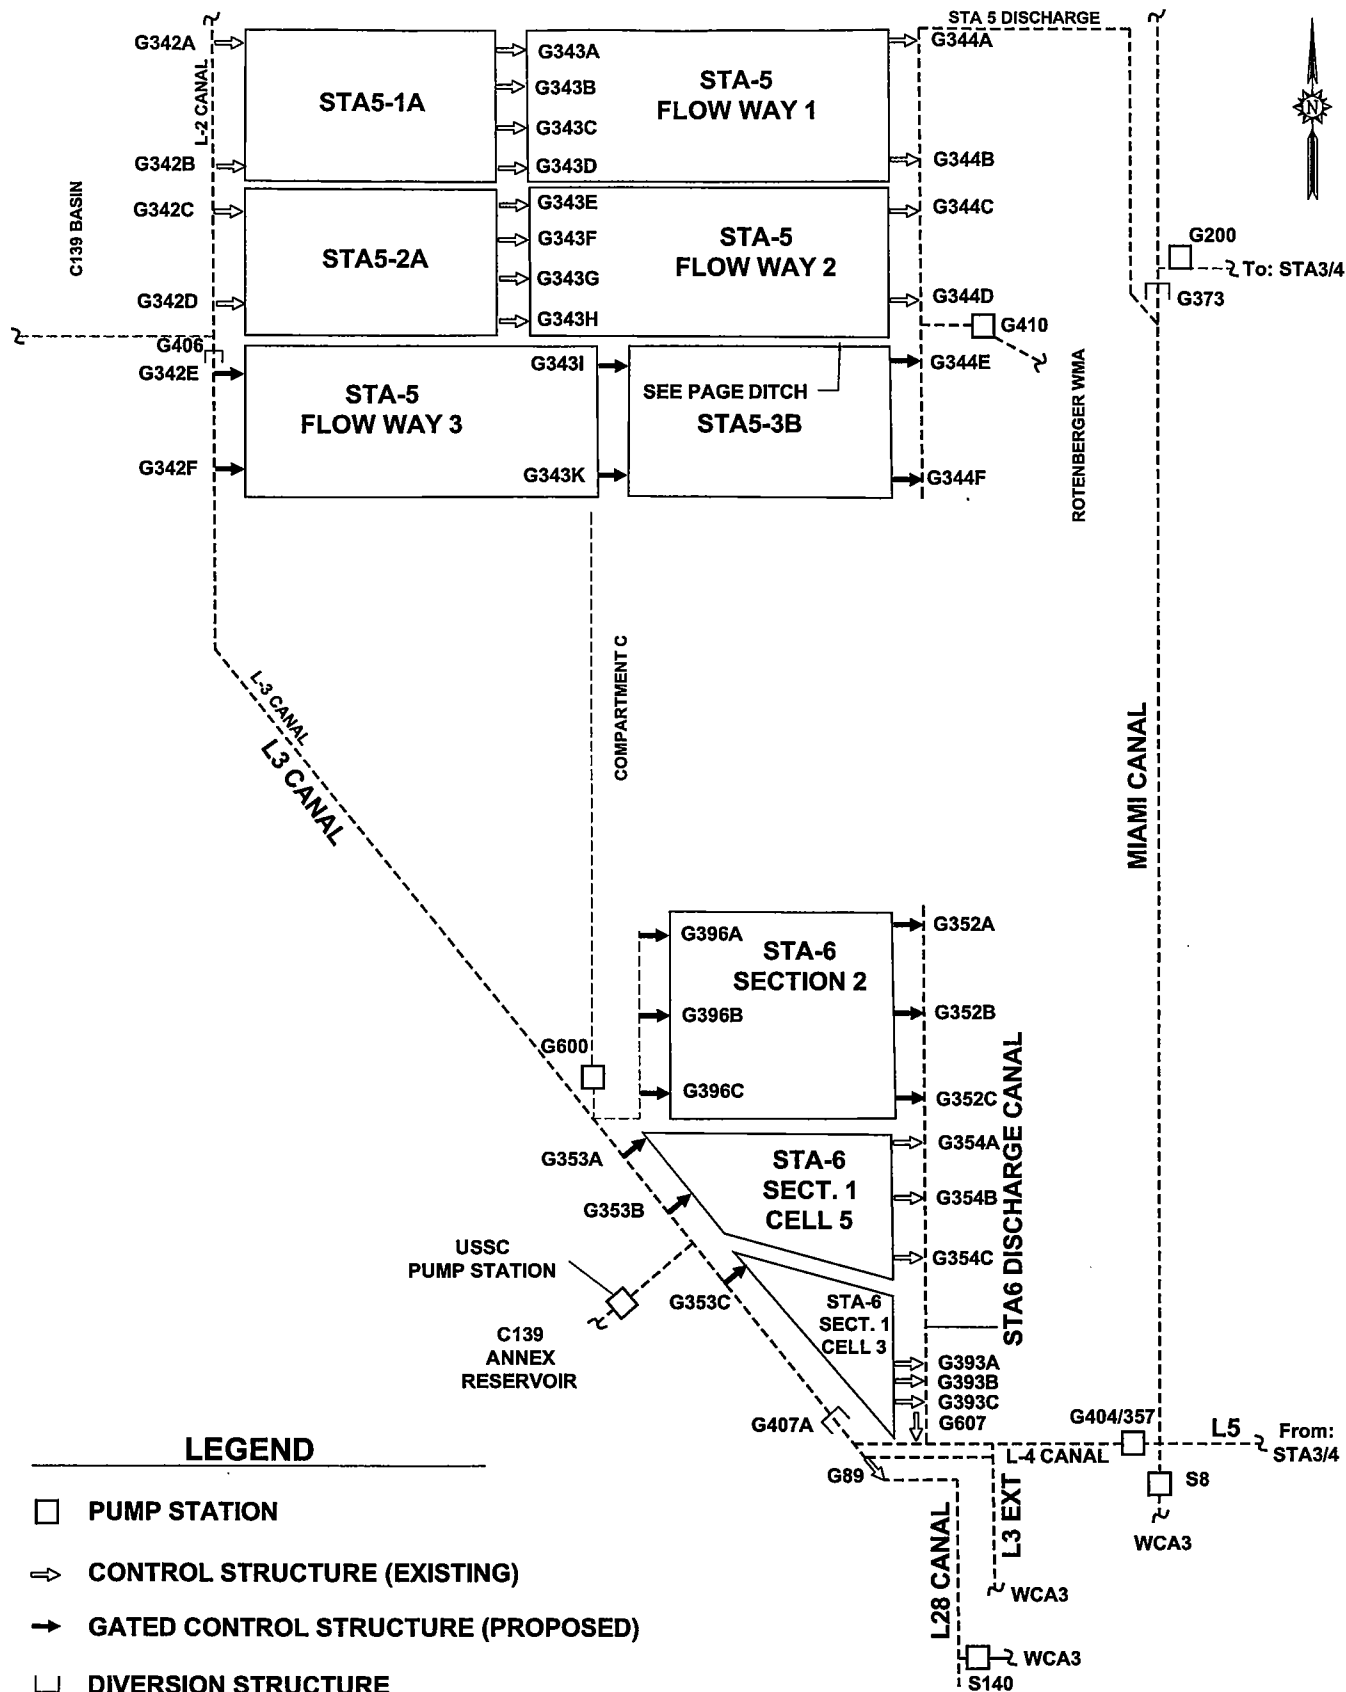 STA 5 DISCHARGE
G342A
G344A
G343A
L-2 CANAL
STA5-1A
G343B
STA-5
FLOW WAY 1
G343C
N
G342B
G343D
G344B
G342C
G343E
G344C
C139 BASIN
STA5-2A
G343F
STA-5
FLOW WAY 2
G200
G343G
To: STA3/4
G342D
G343H
G344D
G373
G410
G406
G342E
G343I
G344E
STA-5
FLOW WAY 3
SEE PAGE DITCH
STA5-3B
ROTENBERGER WMA
G342F
G343K
G344F
COMPARTMENT C
L-3 CANAL
L3 CANAL
MIAMI CANAL
G396A
STA-6
SECTION 2
G352A
G396B
G352B
G600
G396C
G352C
STA6 DISCHARGE CANAL
G353A
STA-6
SECT. 1
CELL 5
G354A
G353B
G354B
USSC
PUMP STATION
G354C
G353C
STA-6
SECT. 1
CELL 3
C139
ANNEX
RESERVOIR
G393A
G393B
G393C
G407A
G607
G404/357
L5
From:
STA3/4
L-4 CANAL
G89
S8
WCA3
L3 EXT
L28 CANAL
WCA3
WCA3
S140
LEGEND
PUMP STATION
CONTROL STRUCTURE (EXISTING)
GATED CONTROL STRUCTURE (PROPOSED)
DIVERSION STRUCTURE